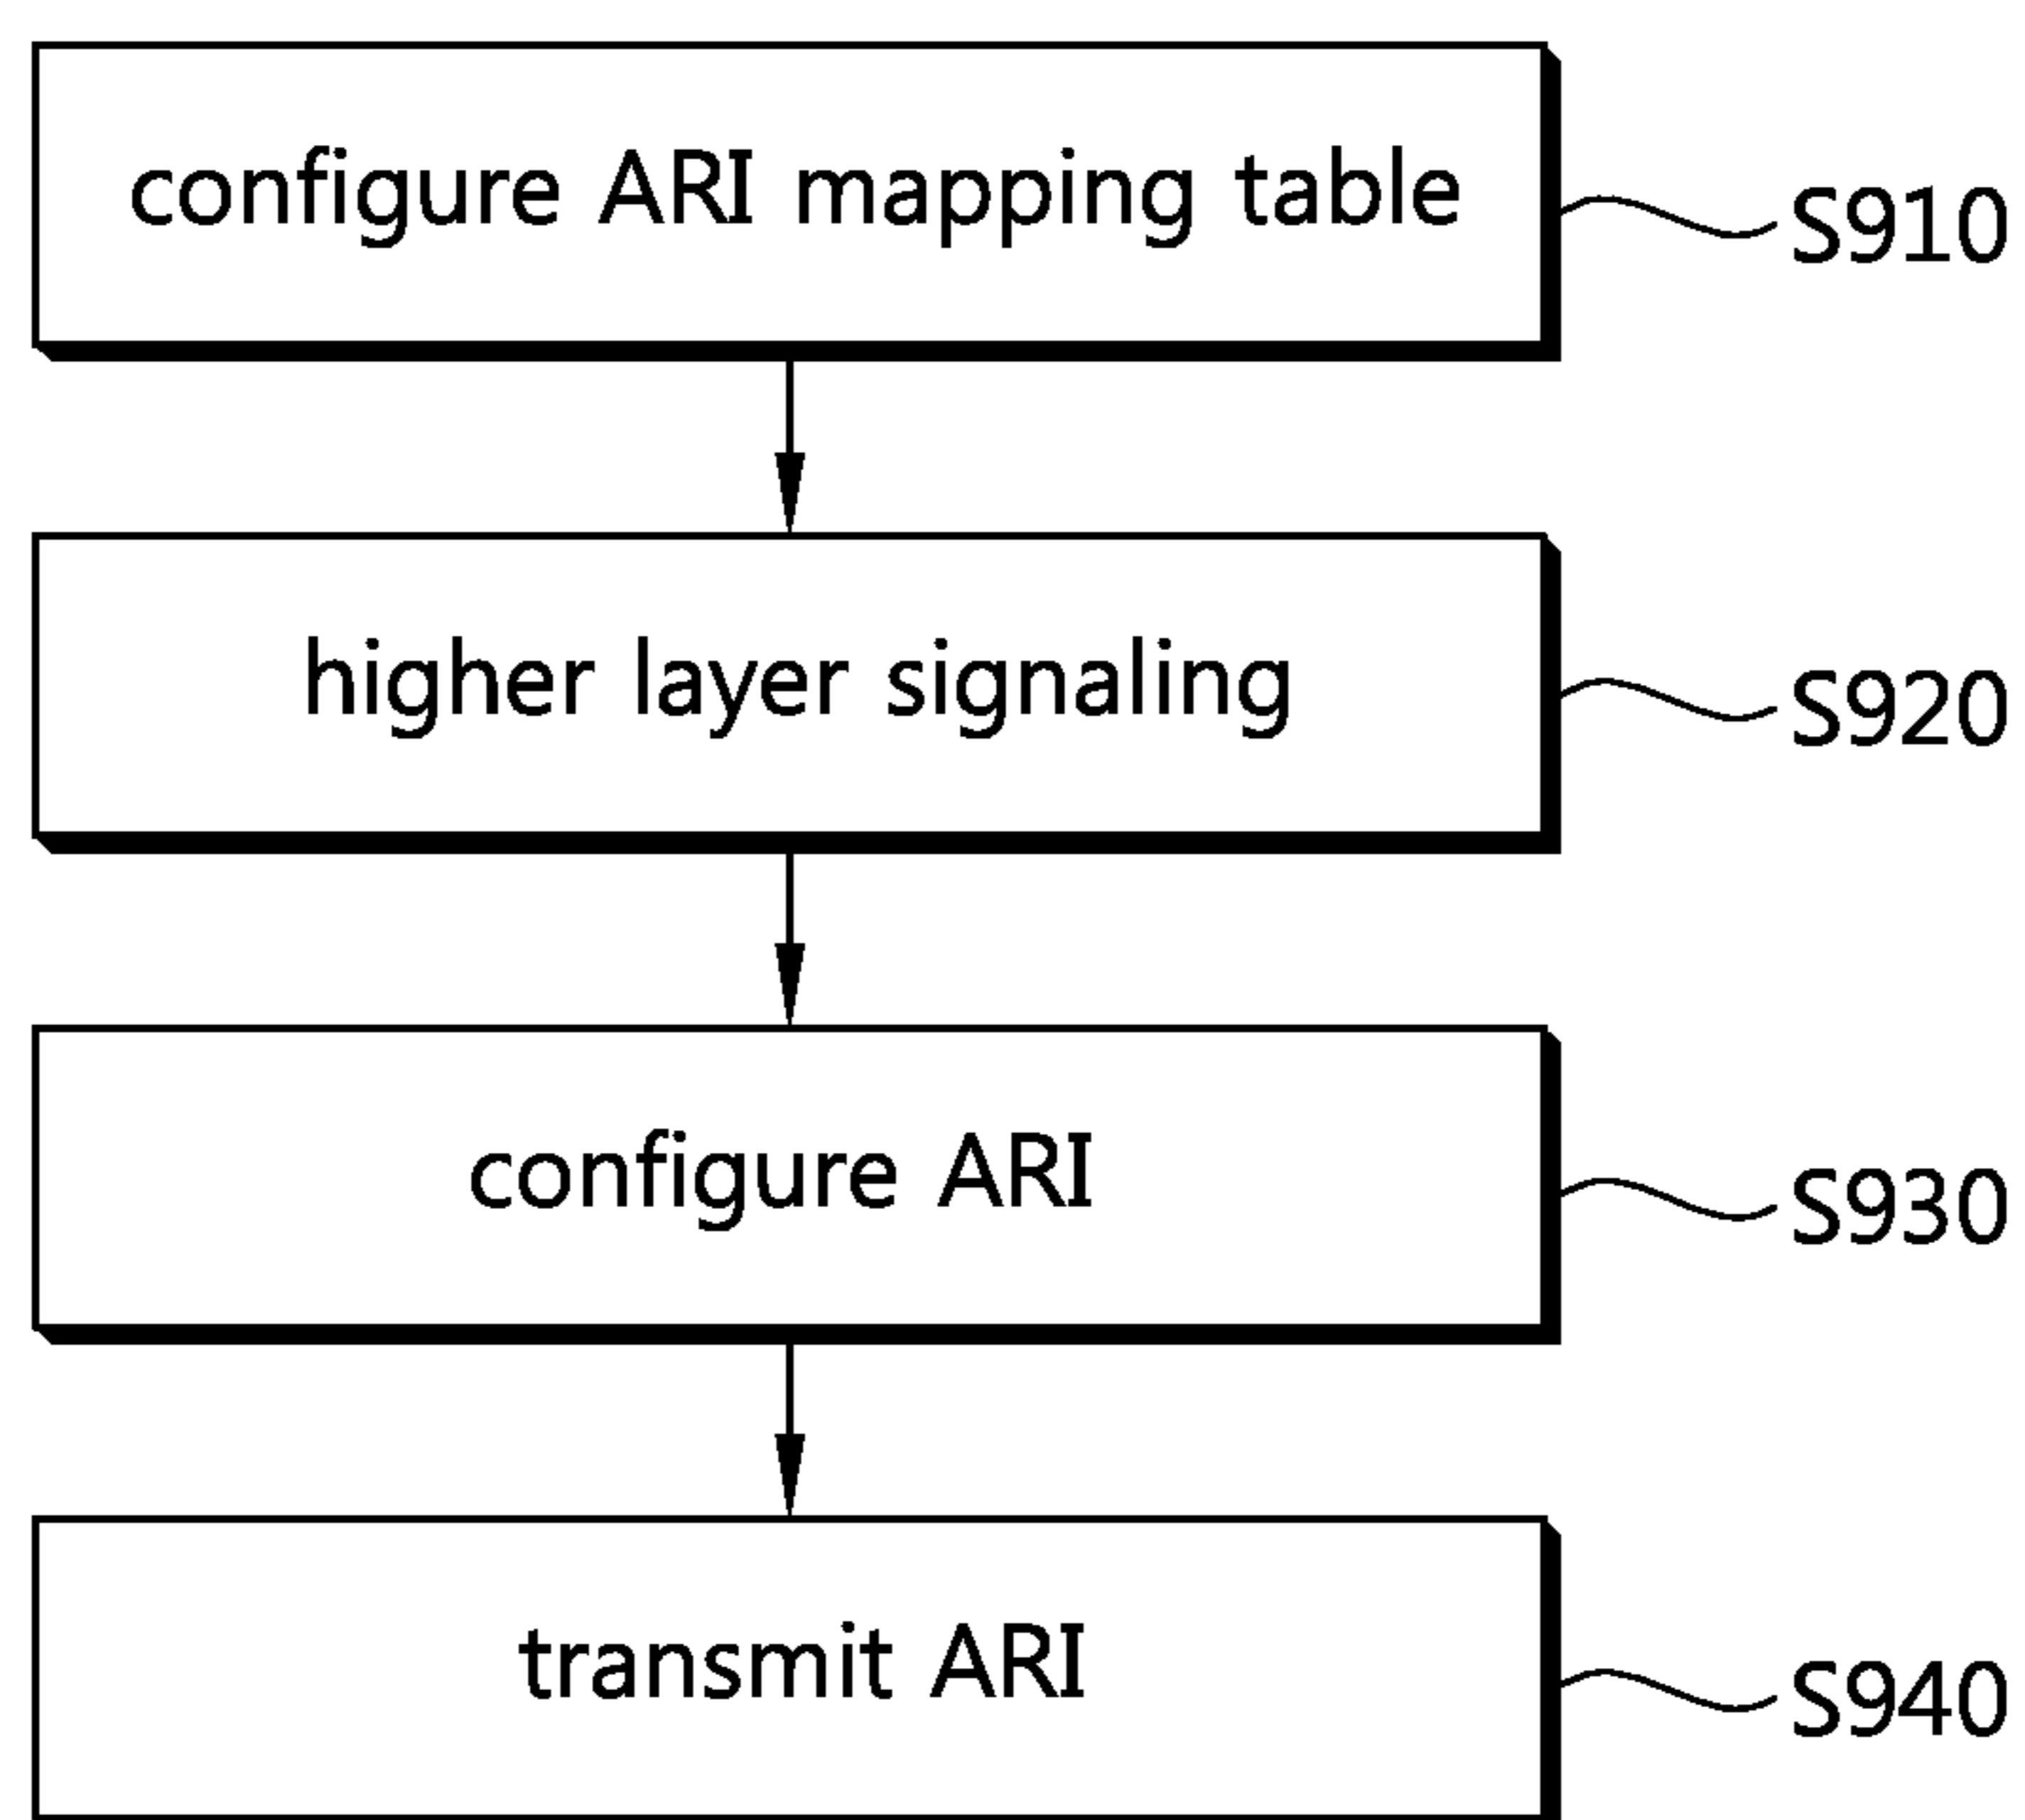 configure ARI mapping table
S910
higher layer signaling
S920
configure ARI
S930
transmit ARI
S940